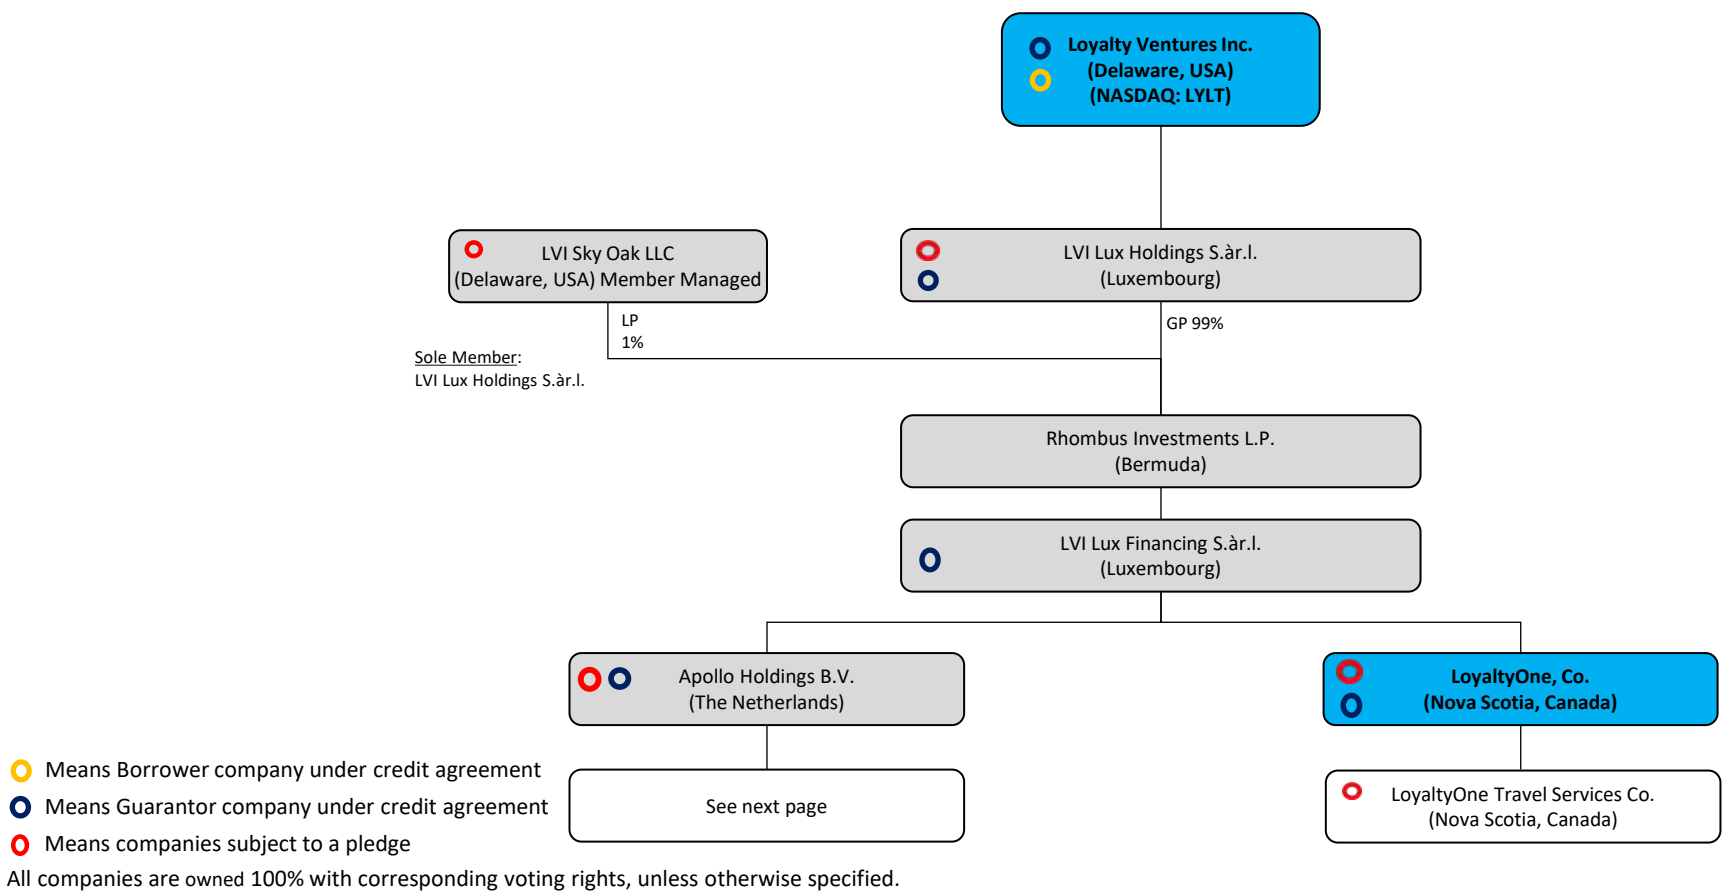 Loyalty Ventures Inc.
(Delaware, USA)
(NASDAQ: LYLT)
LVI Sky Oak LLC
(Delaware, USA) Member Managed
LVI Lux Holdings S.àr.l.
(Luxembourg)
LP
1%
GP 99%
Sole Member:
LVI Lux Holdings S.àr.l.
Rhombus Investments L.P.
(Bermuda)
LVI Lux Financing S.àr.l.
(Luxembourg)
Apollo Holdings B.V.
(The Netherlands)
LoyaltyOne, Co.
(Nova Scotia, Canada)
See next page
LoyaltyOne Travel Services Co.
(Nova Scotia, Canada)
Means Borrower company under credit agreement
Means Guarantor company under credit agreement
Means companies subject to a pledge
All companies are owned 100% with corresponding voting rights, unless otherwise specified.